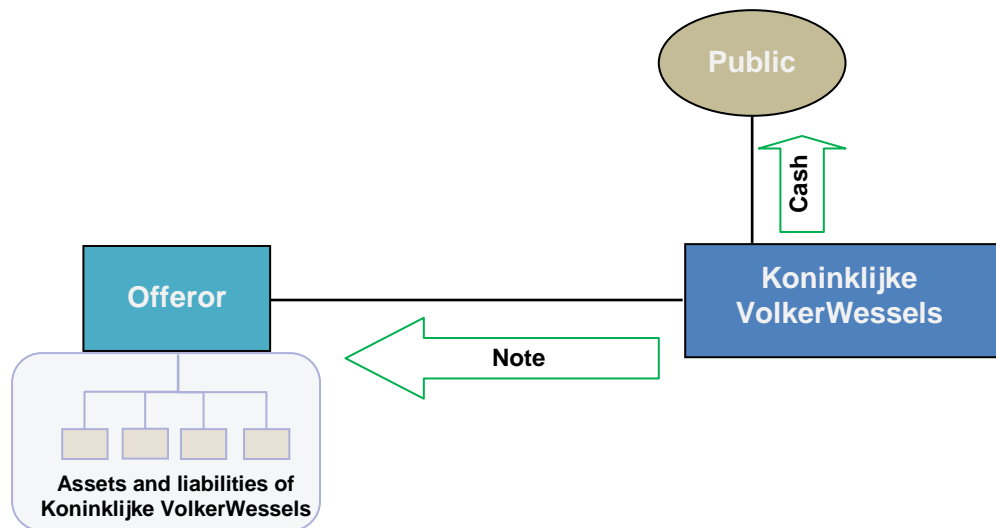 Public
Cash
Koninklijke
VolkerWessels
Offeror
Note
Assets and liabilities of
Koninklijke VolkerWessels